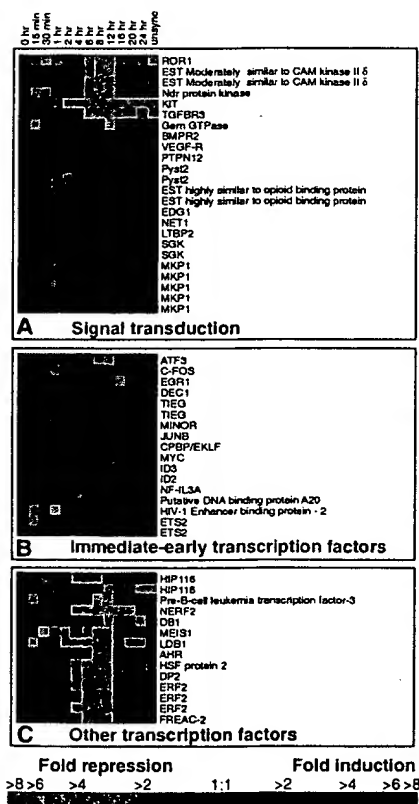 0 hr
15 min
30 min
1 hr
2 hr
4 hr
6 hr
8 hr
12 hr
16 hr
20 hr
24 hr
unsync
ROR1
EST Moderately similar to CAM kinase II δ
EST Moderately similar to CAM kinase II δ
Ndr protein kinase
KIT
TGFBR3
Gem GTPase
BMPR2
VEGF-R
PTPN12
Pyst2
Pyst2
EST highly similar to opioid binding protein
EST highly similar to opioid binding protein
EDG1
NET1
LTBP2
SGK
SGK
MKP1
MKP1
MKP1
MKP1
MKP1
A Signal transduction
ATF3
C-FOS
EGR1
DEC1
TIEG
TIEG
MINOR
JUNB
CPBP/EKLF
MYC
ID3
ID2
NF-IL3A
Putative DNA binding protein A20
HIV-1 Enhancer binding protein - 2
ETS2
ETS2
B Immediate-early transcription factors
HIP116
HIP116
Pre-B-cell leukemia transcription factor-3
NERF2
DB1
MEIS1
LDB1
AHR
HSF protein 2
DP2
ERF2
ERF2
ERF2
FREAC-2
C Other transcription factors
Fold repression Fold induction
>8 >6 >4 >2 1:1 >2 >4 >6 >8